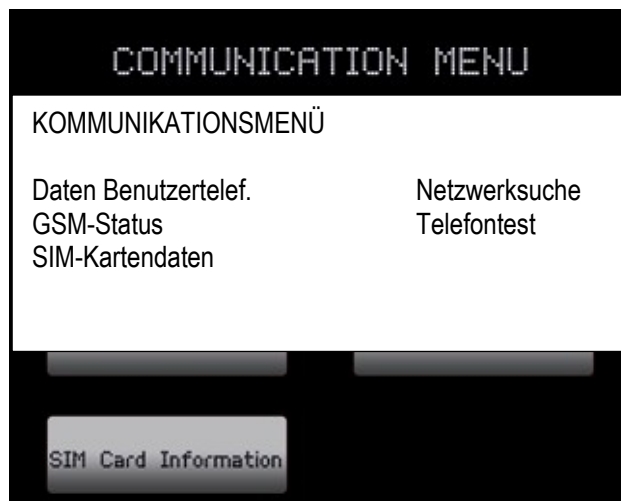 COMMUNICATION MENU
KOMMUNIKATIONSMENÜ
Daten Benutzertelef. Netzwerksuche
GSM-Status Telefontest
SIM-Kartendaten
SIM Card Information